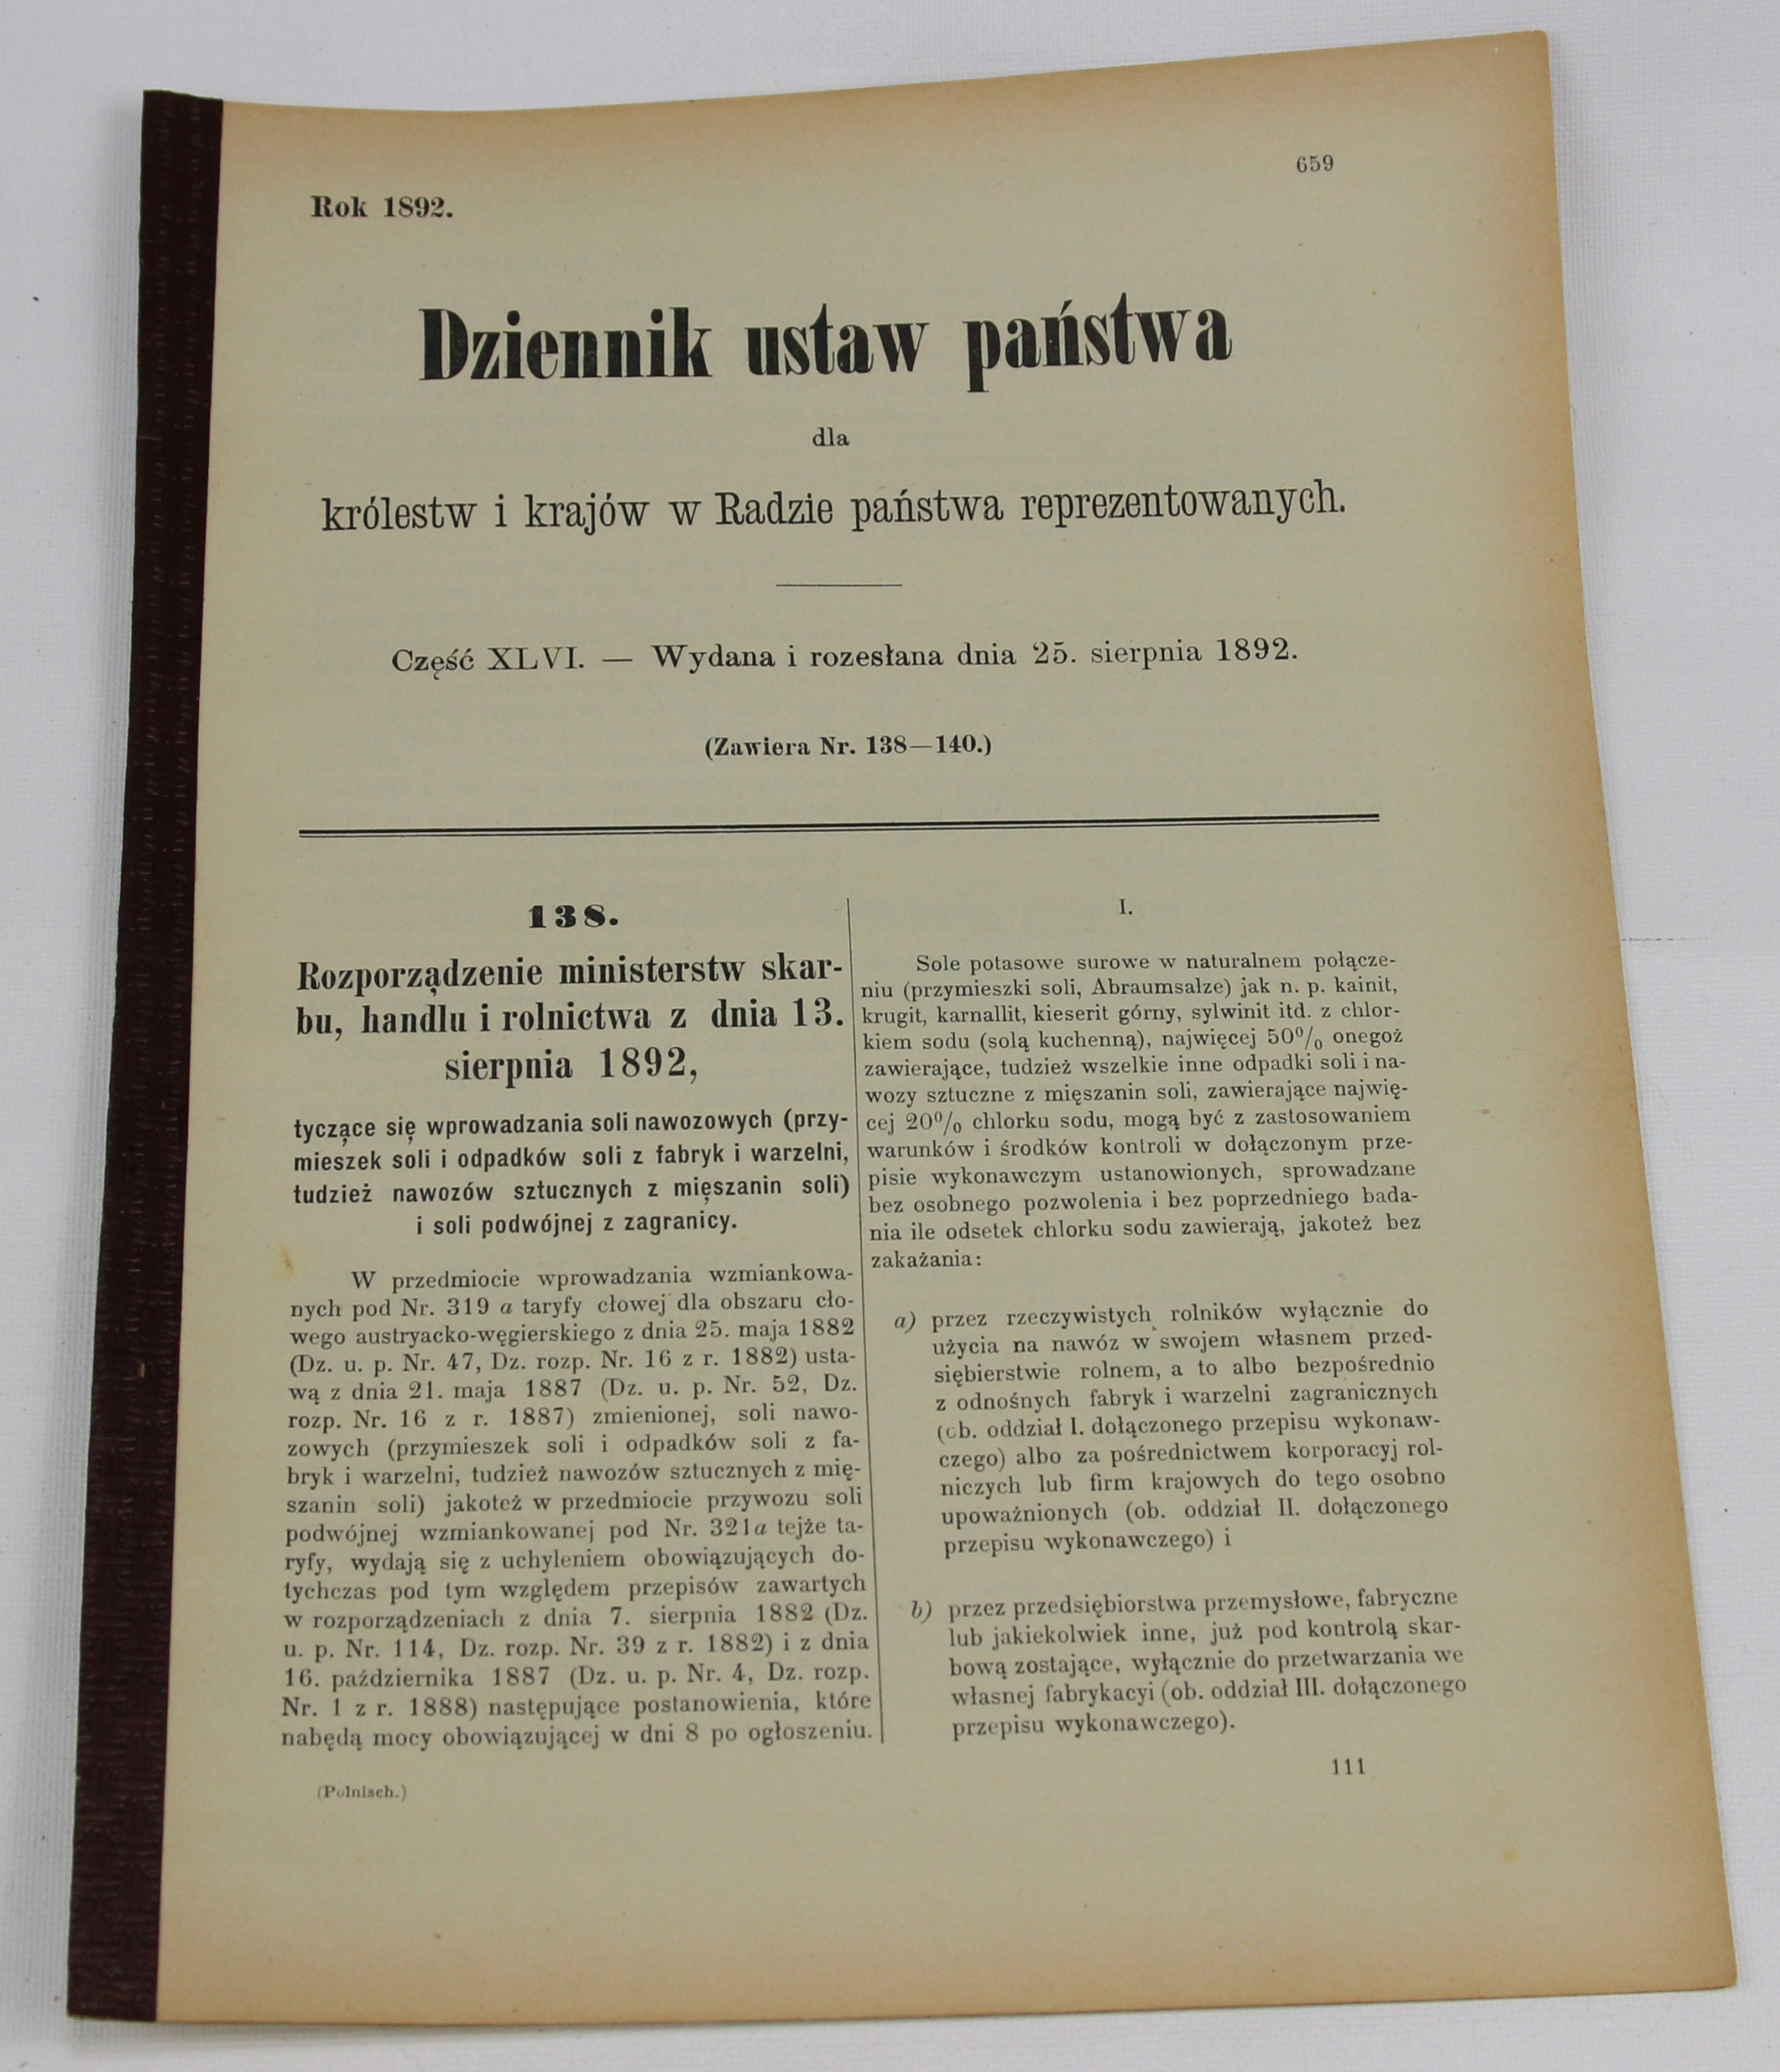 659
Rok 1892.
Dziennik ustaw państwa
dla
królestw i krajów w Radzie państwa reprezentowanych.
Część XLVI. — Wydana i rozesłana dnia 25. sierpnia 1892.
(Zawiera Nr. 138—140.)
138.
Rozporządzenie ministerstw skar-
bu, handlu i rolnictwa z dnia 13.
sierpnia 1892,
tyczące się wprowadzania soli nawozowych (przy-
mieszek soli i odpadków soli z fabryk i warzelni,
tudzież nawozów sztucznych z mięszanin soli)
i soli podwójnej z zagranicy.
W przedmiocie wprowadzania wzmiankowa-
nych pod Nr. 319 a taryfy cłowej dla obszaru cło-
wego austryacko-węgierskiego z dnia 25. maja 1882
(Dz. u. p. Nr. 47, Dz. rozp. Nr. 16 z r. 1882) usta-
wą z dnia 21. maja 1887 (Dz. u. p. Nr. 52, Dz.
rozp. Nr. 16 z r. 1887) zmienionej, soli nawo-
zowych (przymieszek soli i odpadków soli z fa-
bryk i warzelni, tudzież nawozów sztucznych z mię-
szanin soli) jakoteż w przedmiocie przywozu soli
podwójnej wzmiankowanej pod Nr. 321a tejże ta-
ryfy, wydają się z uchyleniem obowiązujących do-
tychczas pod tym względem przepisów zawartych
w rozporządzeniach z dnia 7. sierpnia 1882 (Dz.
u. p. Nr. 114, Dz. rozp. Nr. 39 z r. 1882) i z dnia
16. października 1887 (Dz. u. p. Nr. 4, Dz. rozp.
Nr. 1 z r. 1888) następujące postanowienia, które
nabędą mocy obowiązującej w dni 8 po ogłoszeniu.
(Polnisch.)
I.
Sole potasowe surowe w naturalnem połącze-
niu (przymieszki soli, Abraumsalze) jak n. p. kainit,
krugit, karnallit, kieserit górny, sylwinit itd. z chlor-
kiem sodu (solą kuchenną), najwięcej 50% onegoż
zawierające, tudzież wszelkie inne odpadki soli i na-
wozy sztuczne z mięszanin soli, zawierające najwię-
cej 20% chlorku sodu, mogą być z zastosowaniem
warunków i środków kontroli w dołączonym prze-
pisie wykonawczym ustanowionych, sprowadzane
bez osobnego pozwolenia i bez poprzedniego bada-
nia ile odsetek chlorku sodu zawierają, jakoteż bez
zakażania:
a) przez rzeczywistych rolników wyłącznie do
użycia na nawóz w swojem własnem przed-
siębierstwie rolnem, a to albo bezpośrednio
z odnośnych fabryk i warzelni zagranicznych
(ob. oddział I. dołączonego przepisu wykonaw-
czego) albo za pośrednictwem korporacyj rol-
niczych lub firm krajowych do tego osobno
upoważnionych (ob. oddział II. dołączonego
przepisu wykonawczego) i
b) przez przedsiębiorstwa przemysłowe, fabryczne
lub jakiekolwiek inne, już pod kontrolą skar-
bową zostające, wyłącznie do przetwarzania we
własnej fabrykacyi (ob. oddział III. dołączonego
przepisu wykonawczego).
111